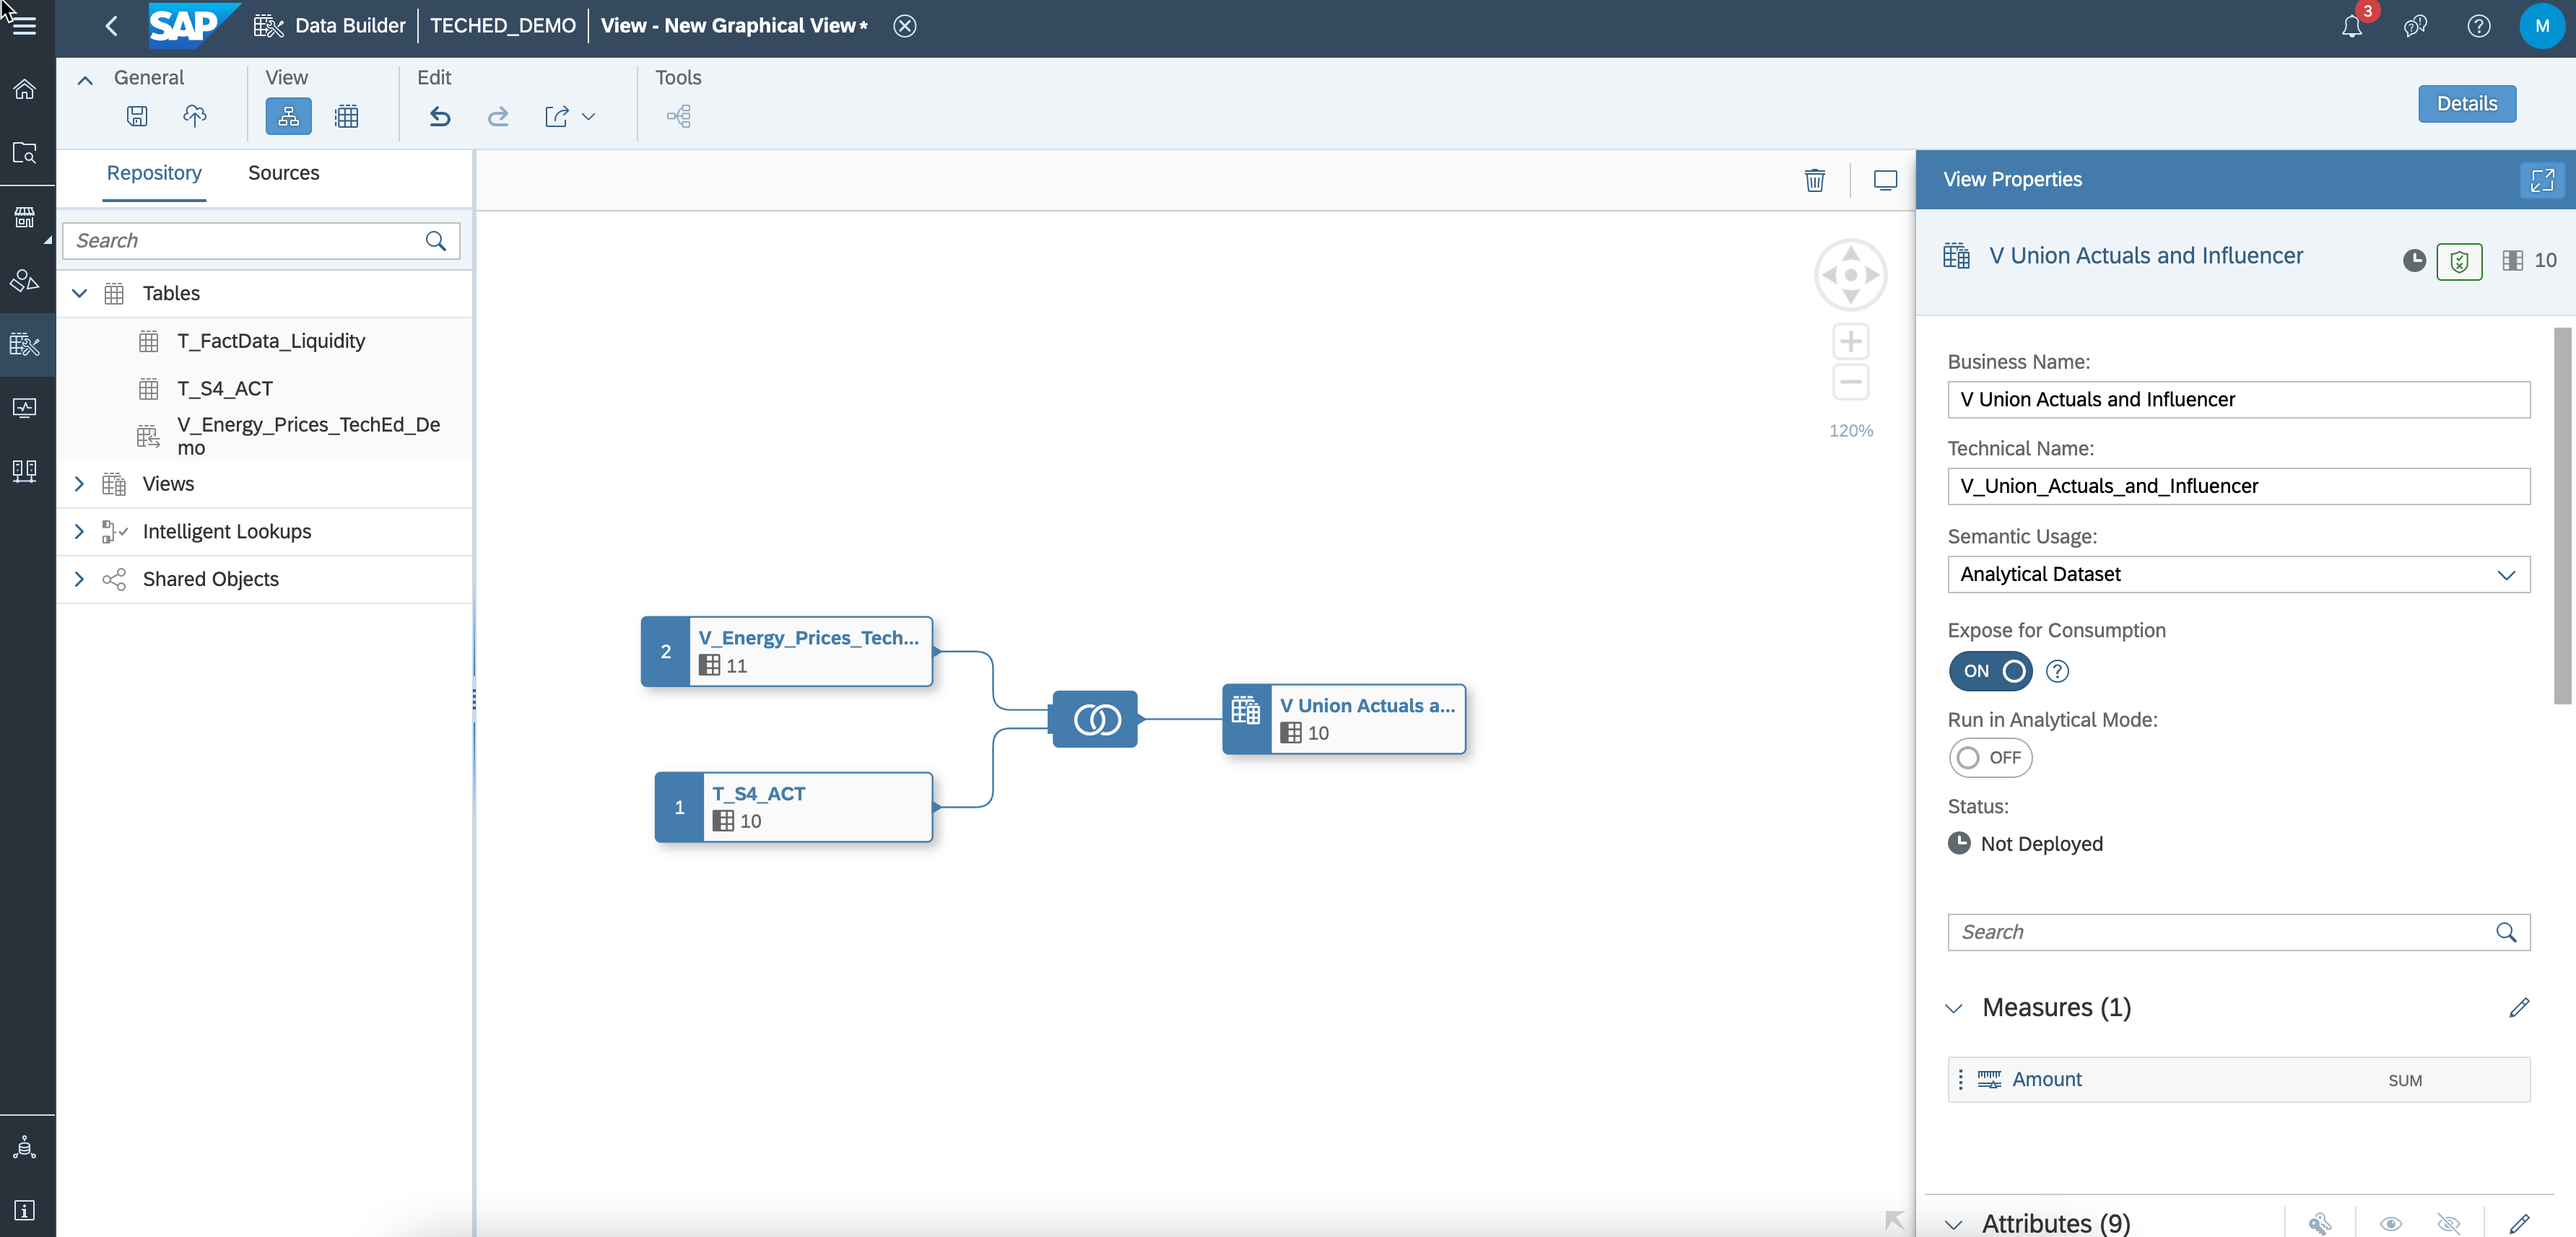 SAP
Data Builder
TECHED_DEMO
View - New Graphical View*
3
M
General
View
Edit
Tools
Details
Repository
Sources
Search
Tables
T_FactData_Liquidity
T_S4_ACT
V_Energy_Prices_TechEd_De
mo
Views
Intelligent Lookups
Shared Objects
120%
2
V_Energy_Prices_Tech...
11
1
T_S4_ACT
10
V Union Actuals a...
10
View Properties
V Union Actuals and Influencer
10
Business Name:
V Union Actuals and Influencer
Technical Name:
V_Union_Actuals_and_Influencer
Semantic Usage:
Analytical Dataset
Expose for Consumption
ON
Run in Analytical Mode:
OFF
Status:
Not Deployed
Search
Measures (1)
Amount
SUM
Attributes (9)